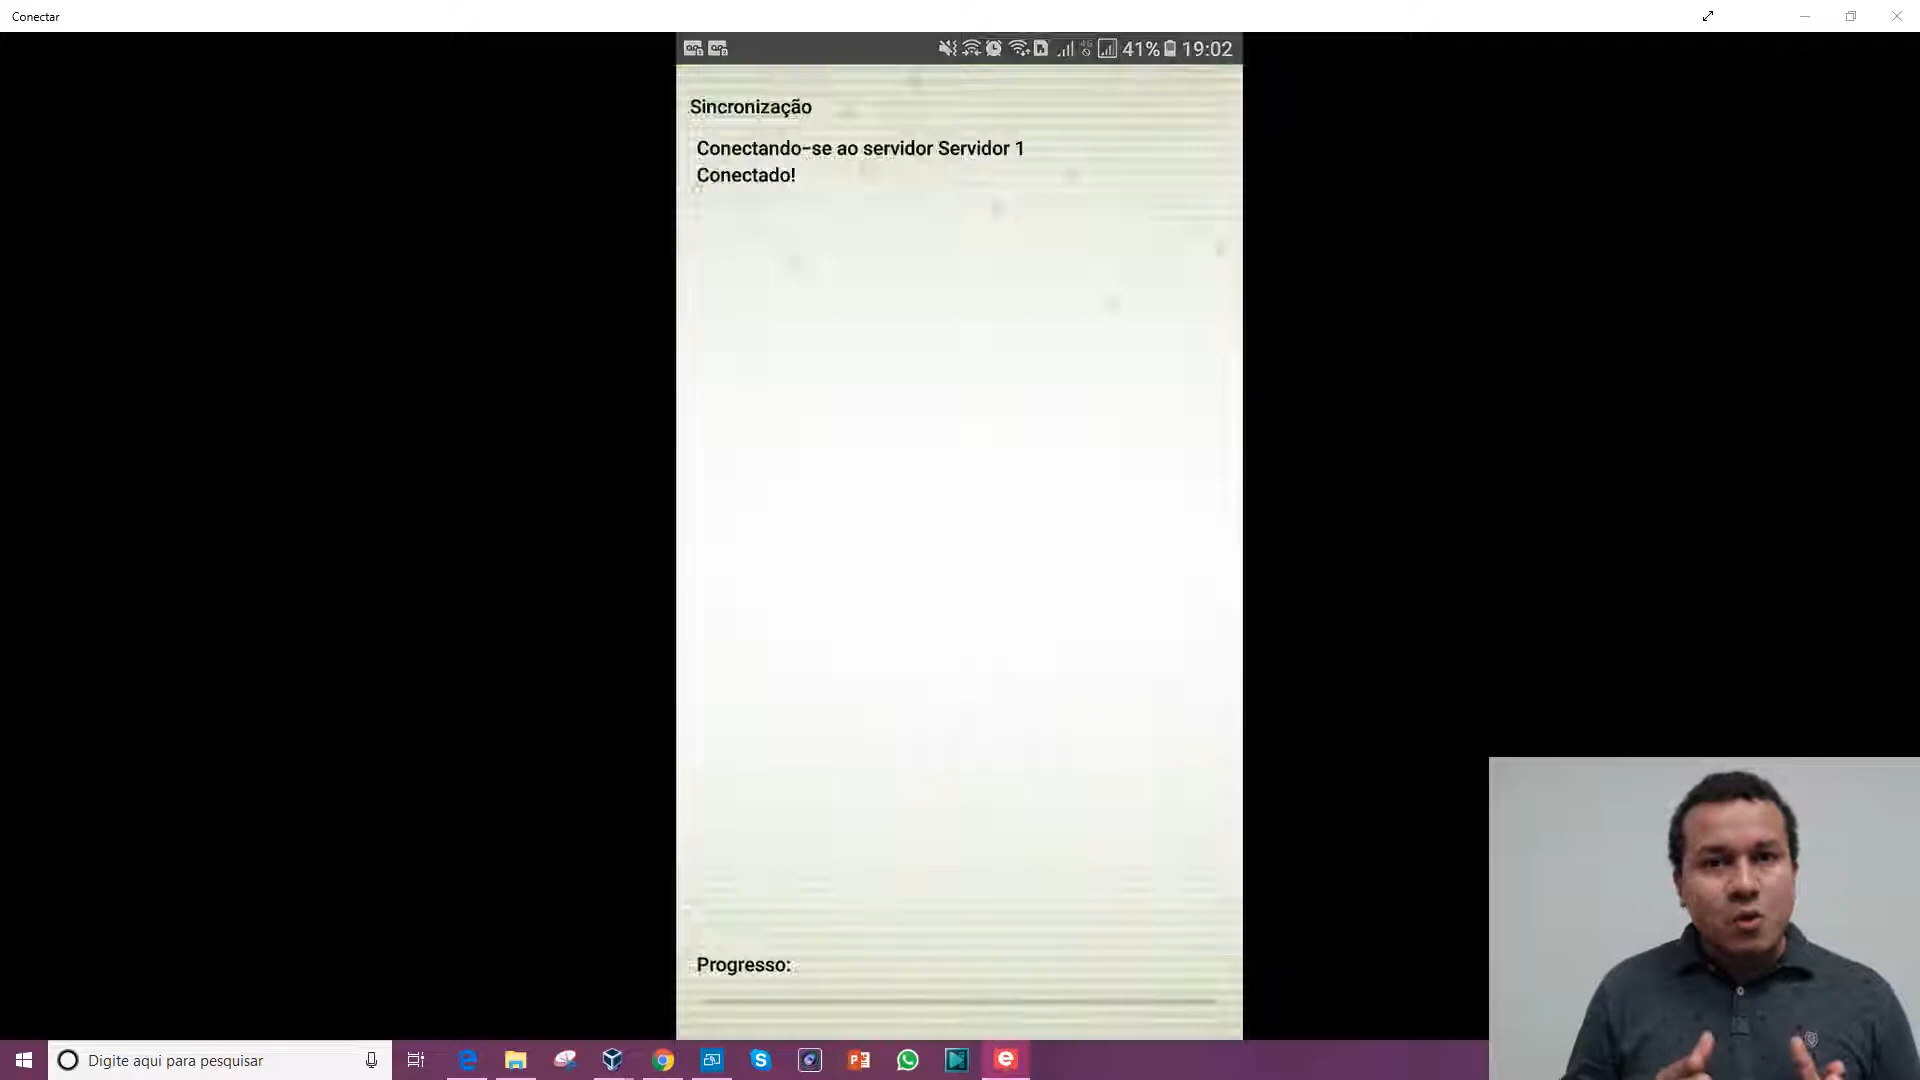 Conectar
41% 19:02
Sincronização
Conectando-se ao servidor Servidor 1
Conectado!
Progresso:
Digite aqui para pesquisar